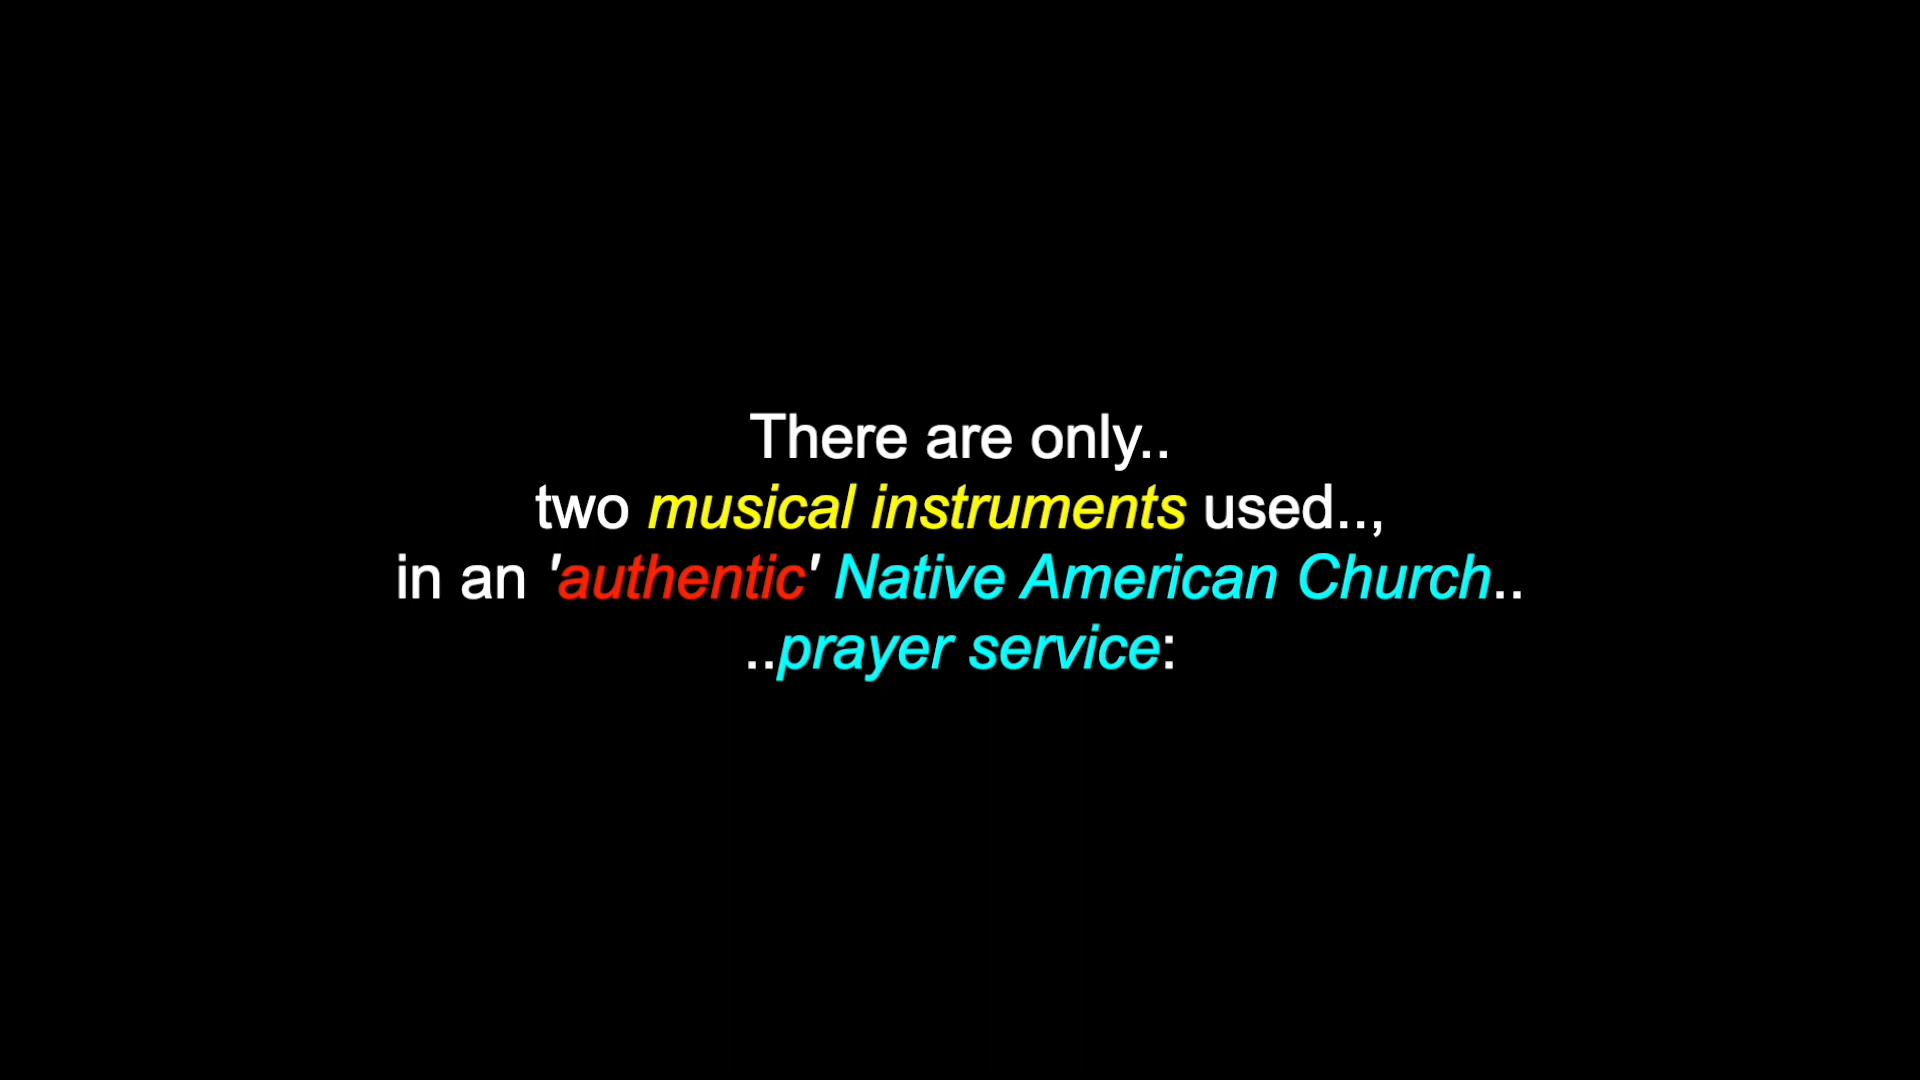 There are only..
two musical instruments used..,
in an 'authentic' Native American Church..
..prayer service: